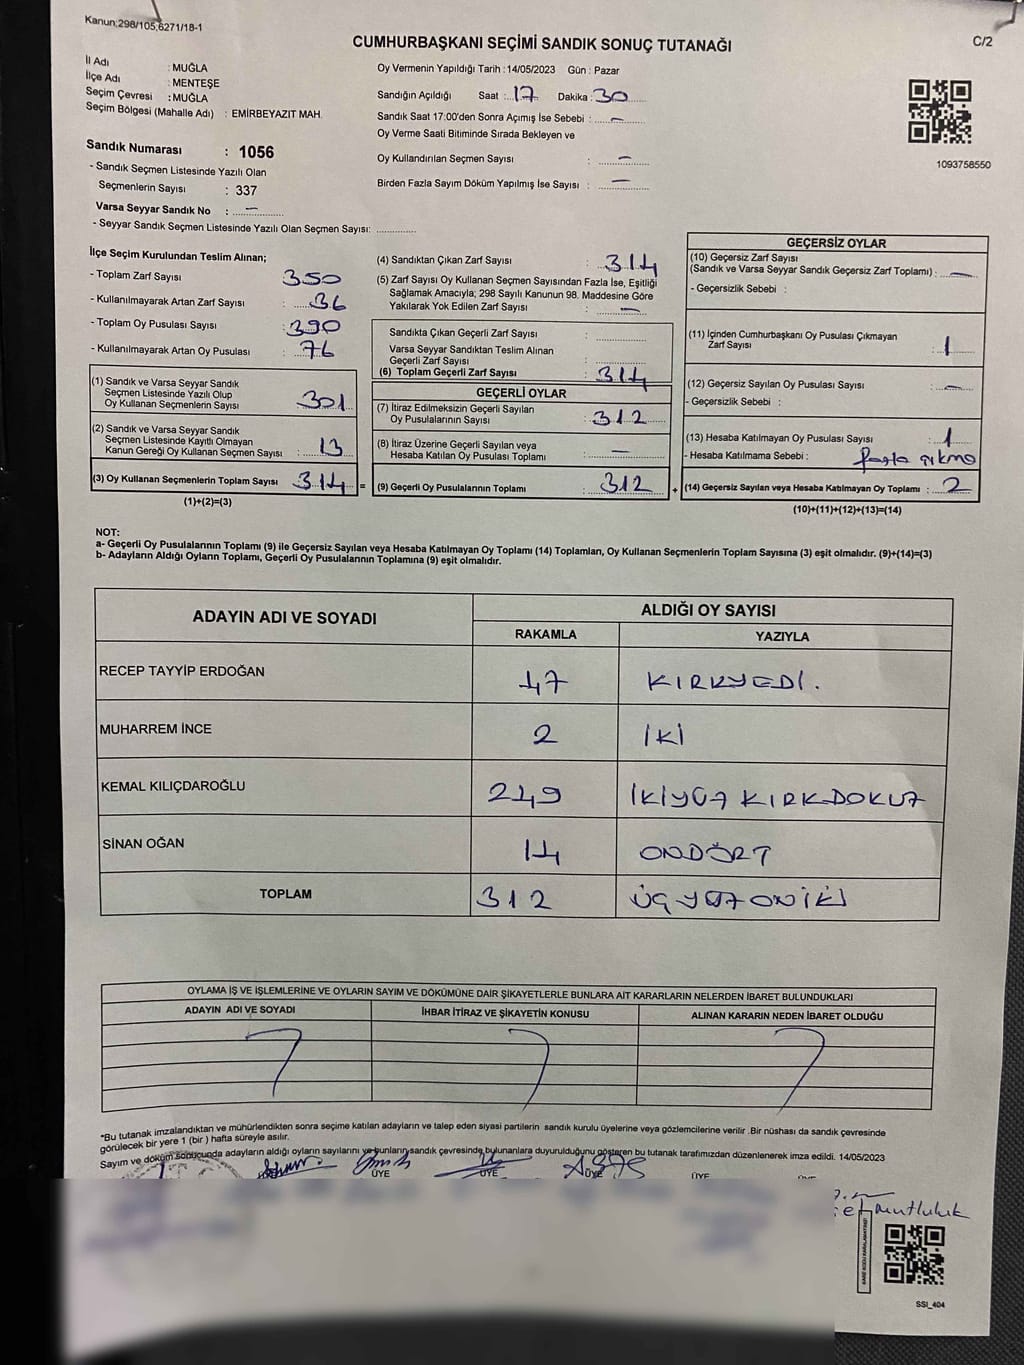 Kanun:298/105,6271/18-1
CUMHURBAŞKANI SEÇİMİ SANDIK SONUÇ TUTANAĞI
C/2
İl Adı : MUĞLA
İlçe Adı : MENTEŞE
Seçim Çevresi : MUĞLA
Seçim Bölgesi (Mahalle Adı) : EMİRBEYAZIT MAH.
Sandık Numarası : 1056
- Sandık Seçmen Listesinde Yazılı Olan
Seçmenlerin Sayısı : 337
Varsa Seyyar Sandık No : –
- Seyyar Sandık Seçmen Listesinde Yazılı Olan Seçmen Sayısı: ..............
Oy Vermenin Yapıldığı Tarih : 14/05/2023 Gün : Pazar
Sandığın Açıldığı Saat : 17 Dakika : 30
Sandık Saat 17:00'den Sonra Açımış İse Sebebi : –
Oy Verme Saati Bitiminde Sırada Bekleyen ve
Oy Kullandırılan Seçmen Sayısı : –
Birden Fazla Sayım Döküm Yapılmış İse Sayısı : –
1093758550
İlçe Seçim Kurulundan Teslim Alınan;
- Toplam Zarf Sayısı : 350
- Kullanılmayarak Artan Zarf Sayısı : 36
- Toplam Oy Pusulası Sayısı : 390
- Kullanılmayarak Artan Oy Pusulası : 76
(1) Sandık ve Varsa Seyyar Sandık
Seçmen Listesinde Yazılı Olup
Oy Kullanan Seçmenlerin Sayısı : 301
(2) Sandık ve Varsa Seyyar Sandık
Seçmen Listesinde Kayıtlı Olmayan
Kanun Gereği Oy Kullanan Seçmen Sayısı : 13
(3) Oy Kullanan Seçmenlerin Toplam Sayısı : 314 =
(1)+(2)=(3)
(4) Sandıktan Çıkan Zarf Sayısı : 314
(5) Zarf Sayısı Oy Kullanan Seçmen Sayısından Fazla İse, Eşitliği
Sağlamak Amacıyla; 298 Sayılı Kanunun 98. Maddesine Göre
Yakılarak Yok Edilen Zarf Sayısı : –
Sandıkta Çıkan Geçerli Zarf Sayısı :
Varsa Seyyar Sandıktan Teslim Alınan
Geçerli Zarf Sayısı :
(6) Toplam Geçerli Zarf Sayısı : 314
GEÇERLİ OYLAR
(7) İtiraz Edilmeksizin Geçerli Sayılan
Oy Pusulalarının Sayısı : 312
(8) İtiraz Üzerine Geçerli Sayılan veya
Hesaba Katılan Oy Pusulası Toplamı : –
(9) Geçerli Oy Pusulalarının Toplamı : 312 +
GEÇERSİZ OYLAR
(10) Geçersiz Zarf Sayısı
(Sandık ve Varsa Seyyar Sandık Geçersiz Zarf Toplamı) : –
- Geçersizlik Sebebi :
(11) İçinden Cumhurbaşkanı Oy Pusulası Çıkmayan
Zarf Sayısı : 1
(12) Geçersiz Sayılan Oy Pusulası Sayısı : –
- Geçersizlik Sebebi :
(13) Hesaba Katılmayan Oy Pusulası Sayısı : 1
- Hesaba Katılmama Sebebi : fazla çıkma
(14) Geçersiz Sayılan veya Hesaba Katılmayan Oy Toplamı : 2
(10)+(11)+(12)+(13)=(14)
NOT:
a- Geçerli Oy Pusulalarının Toplamı (9) ile Geçersiz Sayılan veya Hesaba Katılmayan Oy Toplamı (14) Toplamları, Oy Kullanan Seçmenlerin Toplam Sayısına (3) eşit olmalıdır. (9)+(14)=(3)
b- Adayların Aldığı Oyların Toplamı, Geçerli Oy Pusulalarının Toplamına (9) eşit olmalıdır.
ADAYIN ADI VE SOYADI ALDIĞI OY SAYISI
RAKAMLA YAZIYLA
RECEP TAYYİP ERDOĞAN 47 KIRKYEDİ.
MUHARREM İNCE 2 İKİ
KEMAL KILIÇDAROĞLU 249 İKİYÜZ KIRKDOKUZ
SİNAN OĞAN 14 ONDÖRT
TOPLAM 312 ÜÇYÜZONİKİ
OYLAMA İŞ VE İŞLEMLERİNE VE OYLARIN SAYIM VE DÖKÜMÜNE DAİR ŞİKAYETLERLE BUNLARA AİT KARARLARIN NELERDEN İBARET BULUNDUKLARI
ADAYIN ADI VE SOYADI İHBAR İTİRAZ VE ŞİKAYETİN KONUSU ALINAN KARARIN NEDEN İBARET OLDUĞU
*Bu tutanak imzalandıktan ve mühürlendikten sonra seçime katılan adayların ve talep eden siyasi partilerin sandık kurulu üyelerine veya gözlemcilerine verilir .Bir nüshası da sandık çevresinde
görülecek bir yere 1 (bir ) hafta süreyle asılır.
Sayım ve döküm sonucunda adayların aldığı oyların sayılarını ve bunların sandık çevresinde bulunanlara duyurulduğunu gösteren bu tutanak tarafımızdan düzenlenerek imza edildi. 14/05/2023
ÜYE ÜYE ÜYE ÜYE
mutluluk
SSI_404